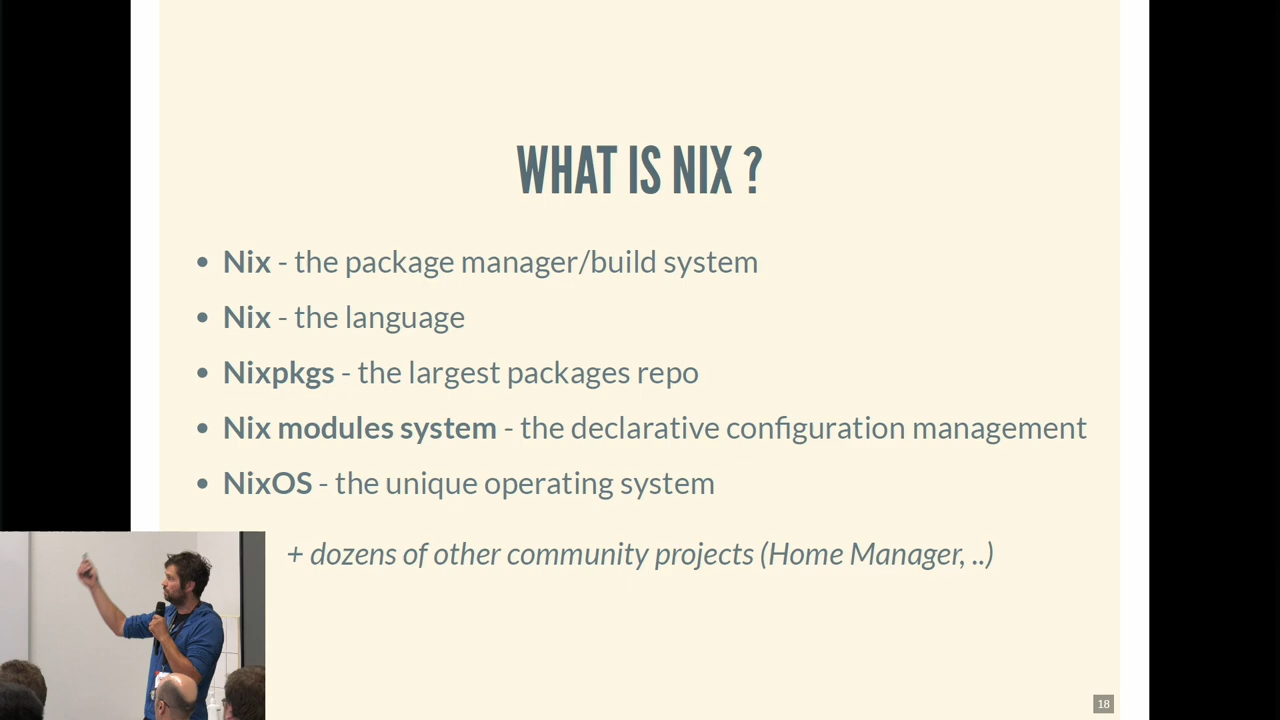 WHAT IS NIX ?
• Nix - the package manager/build system
• Nix - the language
• Nixpkgs - the largest packages repo
• Nix modules system - the declarative configuration management
• NixOS - the unique operating system
+ dozens of other community projects (Home Manager, ..)
18